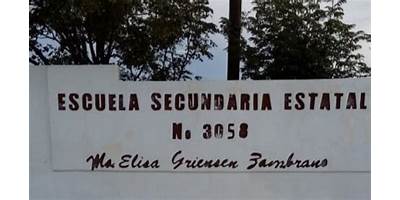 ESCUELA SECUNDARIA ESTATAL
No 3058
Ma. Elisa Griensen Zambrano